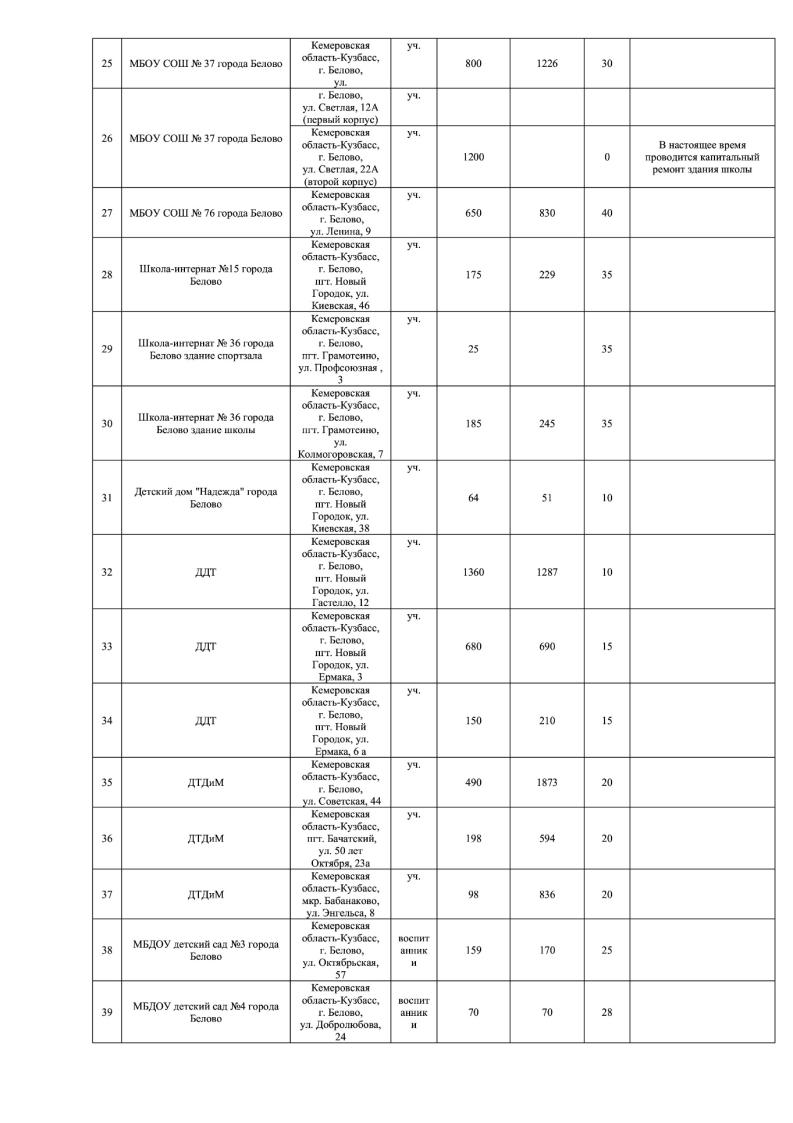 25 МБОУ СОШ № 37 города Белово Кемеровская область-Кузбасс, г. Белово, ул. уч. 800 1226 30
26 МБОУ СОШ № 37 города Белово г. Белово, ул. Светлая, 12А (первый корпус) уч.
Кемеровская область-Кузбасс, г. Белово, ул. Светлая, 22А (второй корпус) уч. 1200 0 В настоящее время проводится капитальный ремонт здания школы
27 МБОУ СОШ № 76 города Белово Кемеровская область-Кузбасс, г. Белово, ул. Ленина, 9 уч. 650 830 40
28 Школа-интернат №15 города Белово Кемеровская область-Кузбасс, г. Белово, пгт. Новый Городок, ул. Киевская, 46 уч. 175 229 35
29 Школа-интернат № 36 города Белово здание спортзала Кемеровская область-Кузбасс, г. Белово, пгт. Грамотеино, ул. Профсоюзная , 3 уч. 25 35
30 Школа-интернат № 36 города Белово здание школы Кемеровская область-Кузбасс, г. Белово, пгт. Грамотеино, ул. Колмогоровская, 7 уч. 185 245 35
31 Детский дом "Надежда" города Белово Кемеровская область-Кузбасс, г. Белово, пгт. Новый Городок, ул. Киевская, 38 уч. 64 51 10
32 ДДТ Кемеровская область-Кузбасс, г. Белово, пгт. Новый Городок, ул. Гастелло, 12 уч. 1360 1287 10
33 ДДТ Кемеровская область-Кузбасс, г. Белово, пгт. Новый Городок, ул. Ермака, 3 уч. 680 690 15
34 ДДТ Кемеровская область-Кузбасс, г. Белово, пгт. Новый Городок, ул. Ермака, 6 а уч. 150 210 15
35 ДТДиМ Кемеровская область-Кузбасс, г. Белово, ул. Советская, 44 уч. 490 1873 20
36 ДТДиМ Кемеровская область-Кузбасс, пгт. Бачатский, ул. 50 лет Октября, 23а уч. 198 594 20
37 ДТДиМ Кемеровская область-Кузбасс, мкр. Бабанаково, ул. Энгельса, 8 уч. 98 836 20
38 МБДОУ детский сад №3 города Белово Кемеровская область-Кузбасс, г. Белово, ул. Октябрьская, 57 воспитанники 159 170 25
39 МБДОУ детский сад №4 города Белово Кемеровская область-Кузбасс, г. Белово, ул. Добролюбова, 24 воспитанники 70 70 28